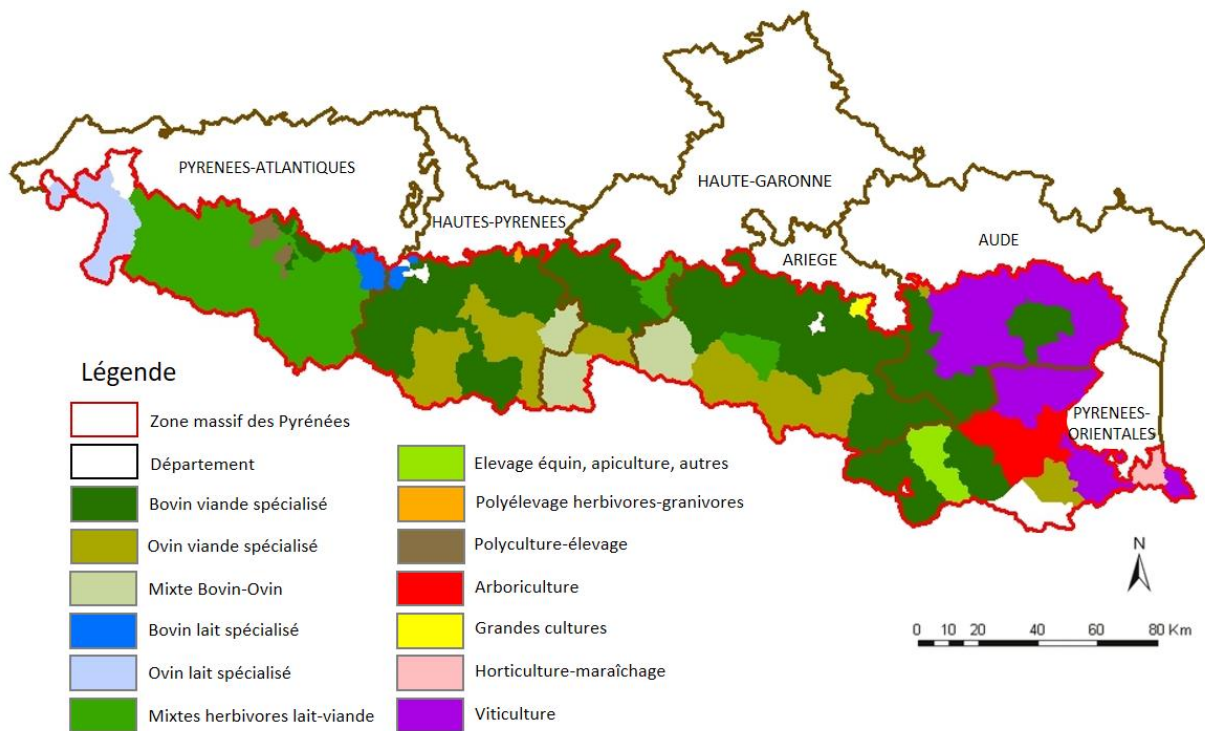 PYRENEES-ATLANTIQUES
HAUTE-GARONNE
HAUTES-PYRENEES
AUDE
ARIEGE
PYRENEES-
ORIENTALES
Légende
Zone massif des Pyrénées
Département
Bovin viande spécialisé
Ovin viande spécialisé
Mixte Bovin-Ovin
Bovin lait spécialisé
Ovin lait spécialisé
Mixtes herbivores lait-viande
Elevage équin, apiculture, autres
Polyélevage herbivores-granivores
Polyculture-élevage
Arboriculture
Grandes cultures
Horticulture-maraîchage
Viticulture
N
0 10 20 40 60 80 Km